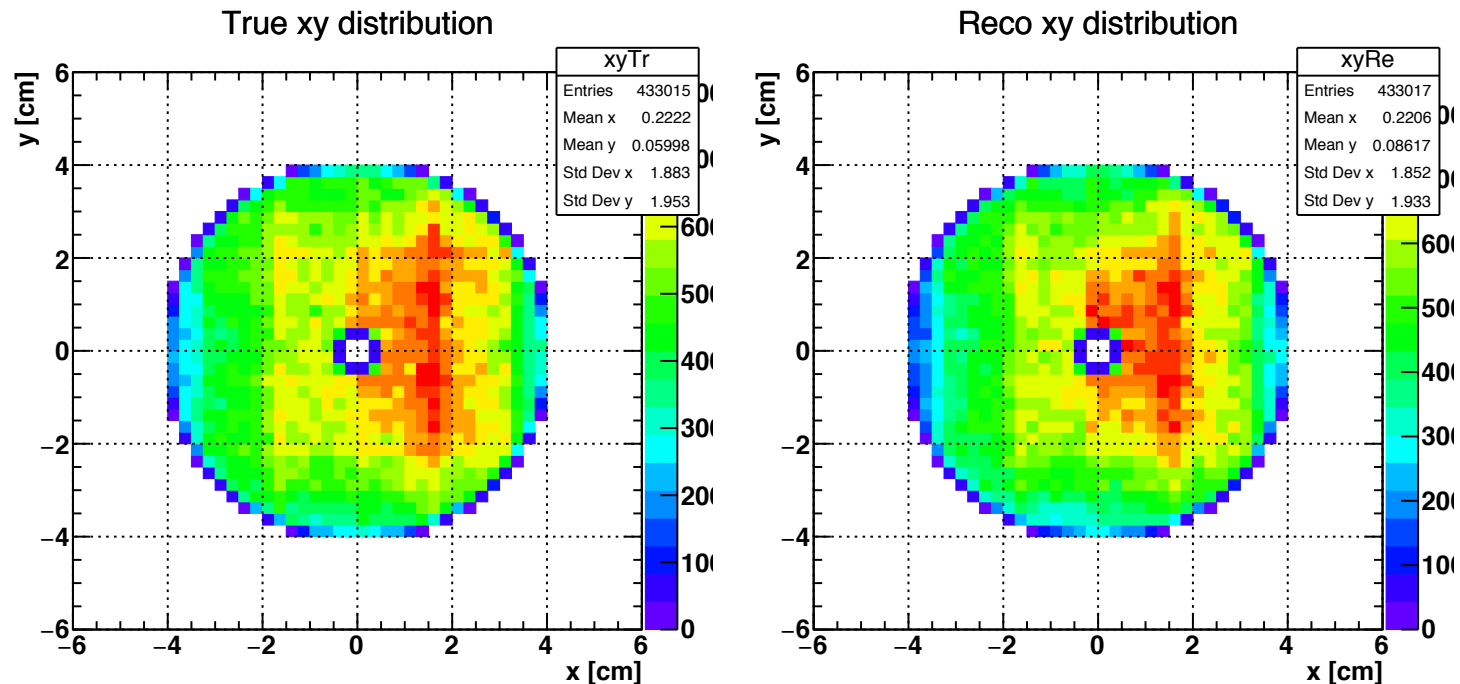 True xy distribution
xyTr
Entries 433015
Mean x 0.2222
Mean y 0.05998
Std Dev x 1.883
Std Dev y 1.953
y [cm]
6
4
2
0
−2
−4
−6
−6 −4 −2 0 2 4 6
x [cm]
600
500
400
300
200
100
0
Reco xy distribution
xyRe
Entries 433017
Mean x 0.2206
Mean y 0.08617
Std Dev x 1.852
Std Dev y 1.933
y [cm]
6
4
2
0
−2
−4
−6
−6 −4 −2 0 2 4 6
x [cm]
600
500
400
300
200
100
0